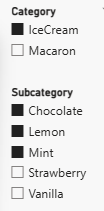 Category
IceCream
Macaron
Subcategory
Chocolate
Lemon
Mint
Strawberry
Vanilla